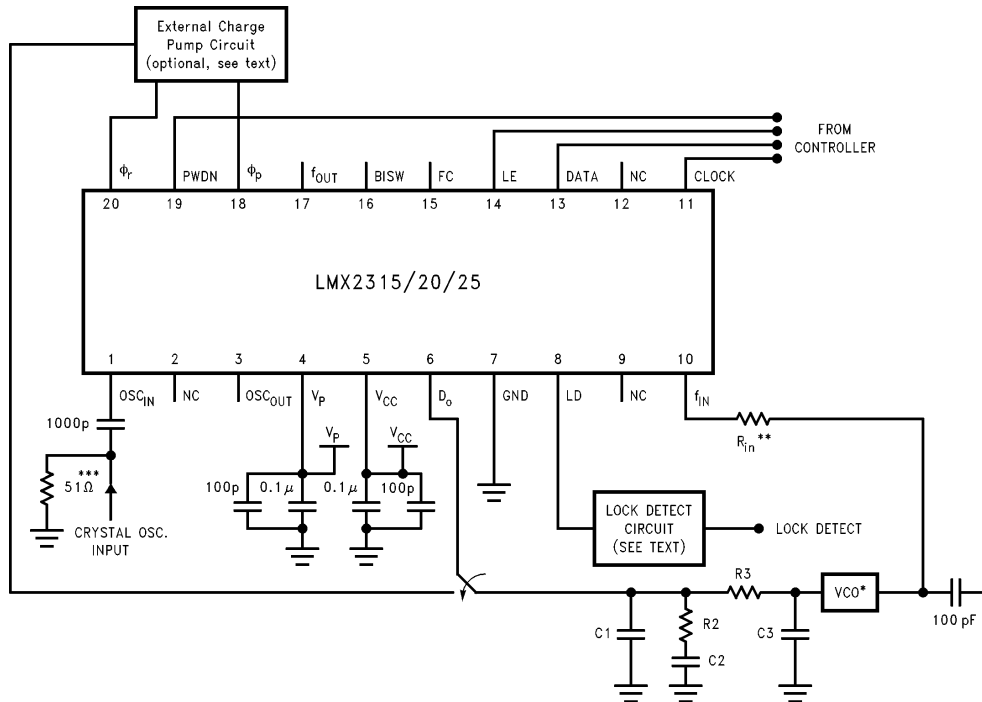 External Charge
Pump Circuit
(optional, see text)
FROM
CONTROLLER
ϕr
PWDN
ϕp
fOUT
BISW
FC
LE
DATA
NC
CLOCK
20
19
18
17
16
15
14
13
12
11
LMX2315/20/25
1
2
3
4
5
6
7
8
9
10
OSCIN
NC
OSCOUT
VP
VCC
Do
GND
LD
NC
fIN
1000p
VP
VCC
Rin**
***
51Ω
100p
0.1μ
0.1μ
100p
CRYSTAL OSC.
INPUT
LOCK DETECT
CIRCUIT
(SEE TEXT)
LOCK DETECT
R3
VCO*
100 pF
C1
R2
C2
C3